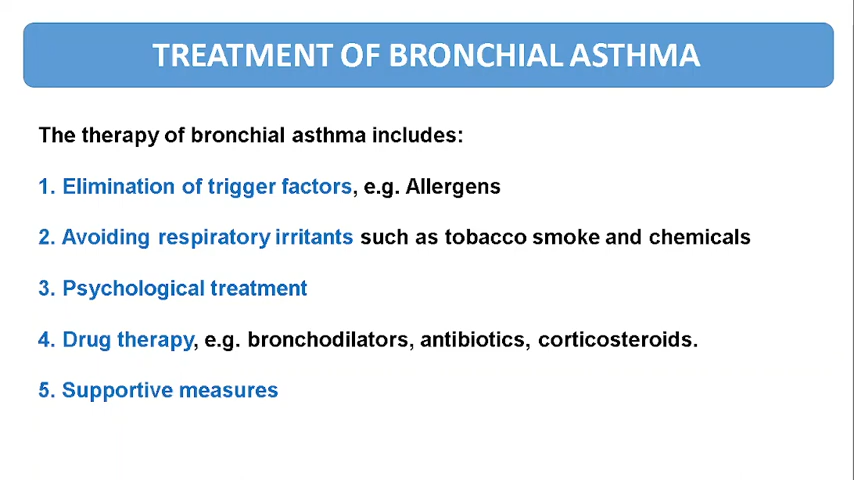 TREATMENT OF BRONCHIAL ASTHMA
The therapy of bronchial asthma includes:
1. Elimination of trigger factors, e.g. Allergens
2. Avoiding respiratory irritants such as tobacco smoke and chemicals
3. Psychological treatment
4. Drug therapy, e.g. bronchodilators, antibiotics, corticosteroids.
5. Supportive measures